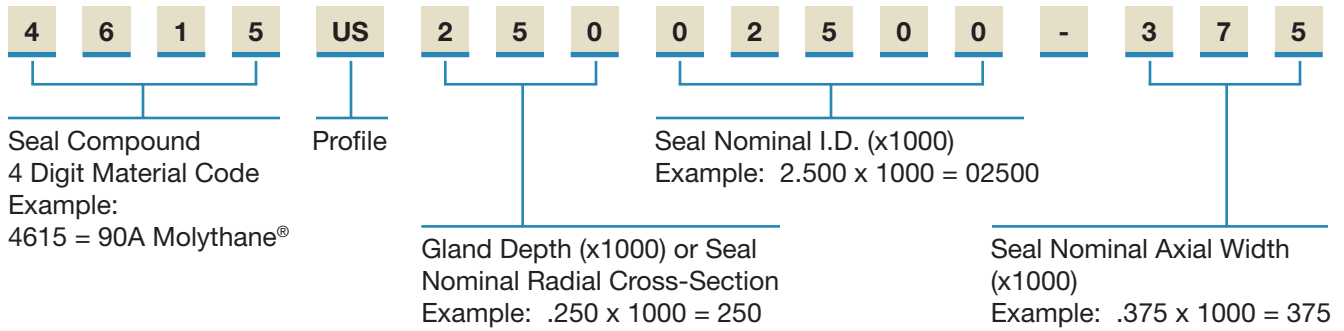 4 6 1 5 US 2 5 0 0 2 5 0 0 - 3 7 5
Seal Compound
4 Digit Material Code
Example:
4615 = 90A Molythane®
Profile
Gland Depth (x1000) or Seal
Nominal Radial Cross-Section
Example: .250 x 1000 = 250
Seal Nominal I.D. (x1000)
Example: 2.500 x 1000 = 02500
Seal Nominal Axial Width
(x1000)
Example: .375 x 1000 = 375